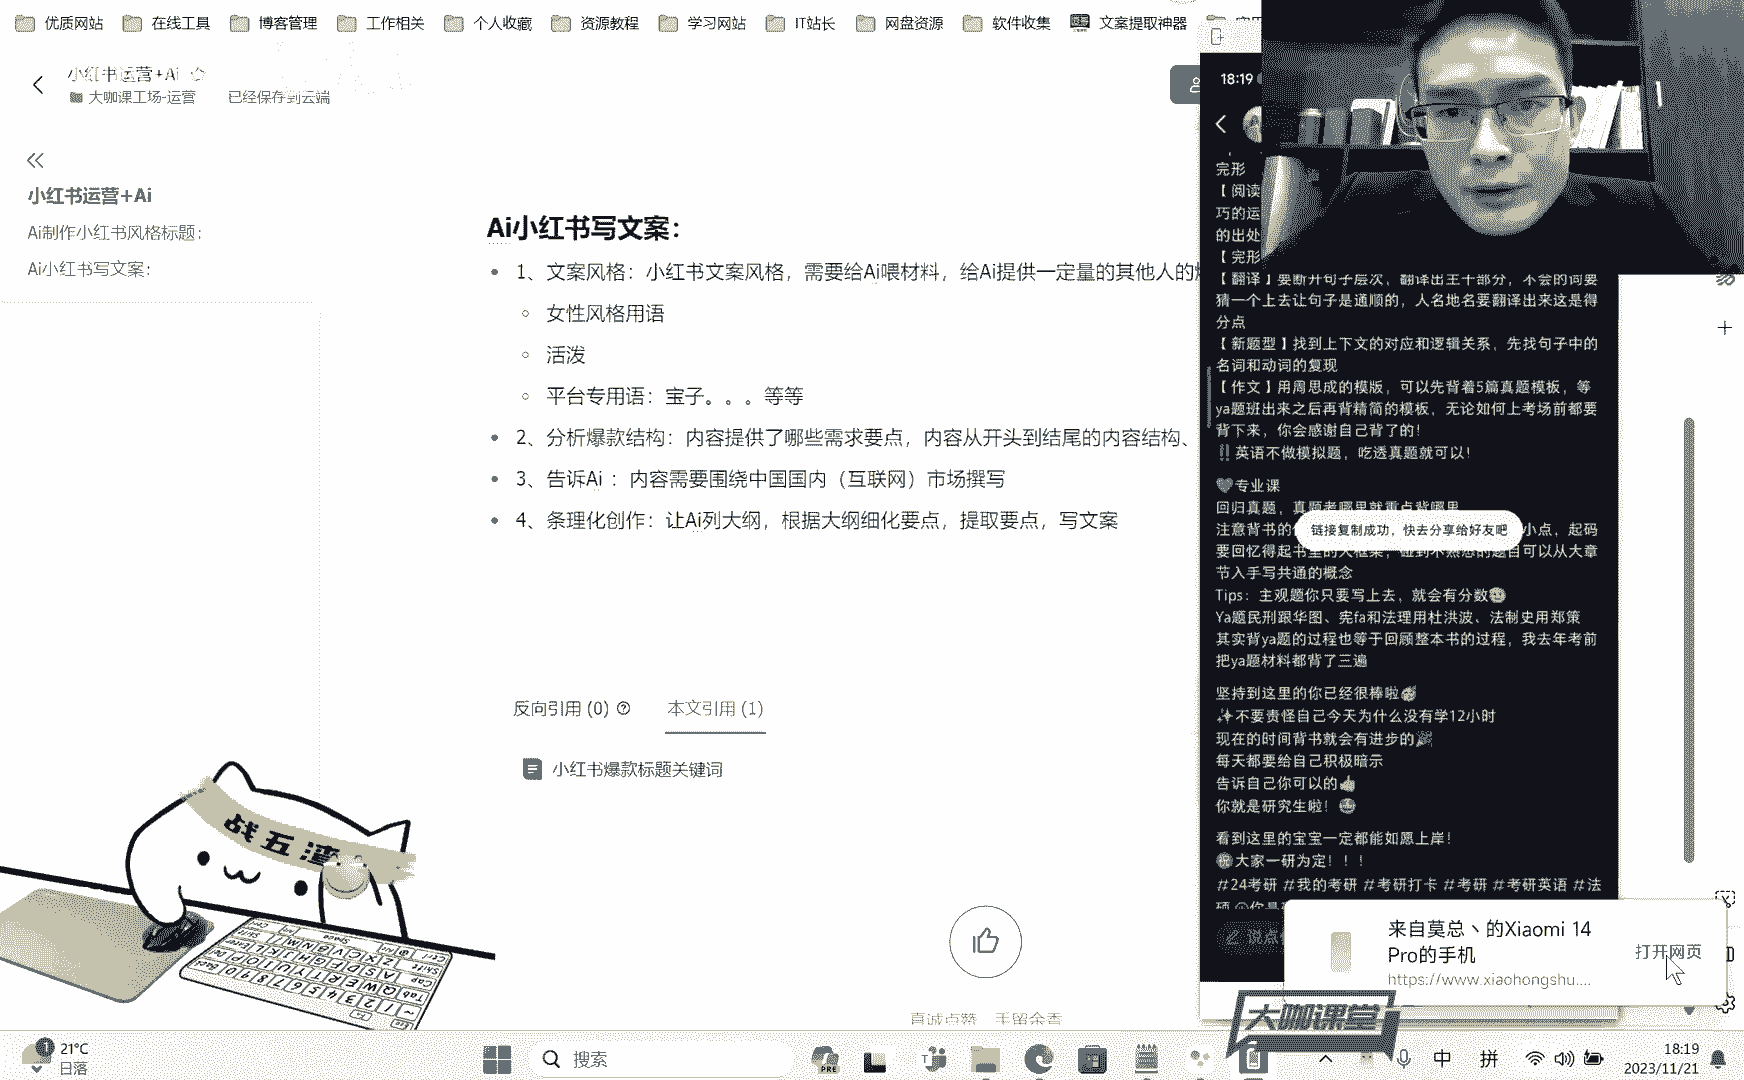 优质网站 在线工具 博客管理 工作相关 个人收藏 资源教程 学习网站 IT站长 网盘资源 软件收集 文案提取神器
小红书运营+Ai
大咖课工场-运营 已经保存到云端
小红书运营+Ai
Ai制作小红书风格标题：
Ai小红书写文案：
Ai小红书写文案：
1、文案风格：小红书文案风格，需要给Ai喂材料，给Ai提供一定量的其他人的
女性风格用语
活泼
平台专用语：宝子。。。等等
2、分析爆款结构：内容提供了哪些需求要点，内容从开头到结尾的内容结构、
3、告诉Ai ：内容需要围绕中国国内（互联网）市场撰写
4、条理化创作：让Ai列大纲，根据大纲细化要点，提取要点，写文案
反向引用 (0) 本文引用 (1)
小红书爆款标题关键词
真诚点赞，手留余香
战五渣
18:19
完形
【阅读
巧的运
的出处
【完形
【翻译】要断开句子层次，翻译出主干部分，不会的词要
猜一个上去让句子是通顺的，人名地名要翻译出来这是得
分点
【新题型】找到上下文的对应和逻辑关系，先找句子中的
名词和动词的复现
【作文】用周思成的模版，可以先背着5篇真题模板，等
ya题班出来之后再背精简的模板，无论如何上考场前都要
背下来，你会感谢自己背了的！
‼️英语不做模拟题，吃透真题就可以！
专业课
回归真题，真题考哪里就重点背哪里
注意背书的 小点，起码
链接复制成功，快去分享给好友吧
要回忆得起书里的大框架，碰到不熟悉的题目可以从大章
节入手写共通的概念
Tips：主观题你只要写上去，就会有分数
Ya题民刑跟华图、宪fa和法理用杜洪波、法制史用郑策
其实背ya题的过程也等于回顾整本书的过程，我去年考前
把ya题材料都背了三遍
坚持到这里的你已经很棒啦
✨不要责怪自己今天为什么没有学12小时
现在的时间背书就会有进步的🎉
每天都要给自己积极暗示
告诉自己你可以的👍
你就是研究生啦！
看到这里的宝宝一定都能如愿上岸！
㊗大家一研为定！！！
#24考研 #我的考研 #考研打卡 #考研 #考研英语 #法
说点
来自莫总丶的Xiaomi 14
Pro的手机
打开网页
https://www.xiaohongshu....
大咖课堂
1
21°C
日落
搜索
PRE
中 拼
18:19
2023/11/21